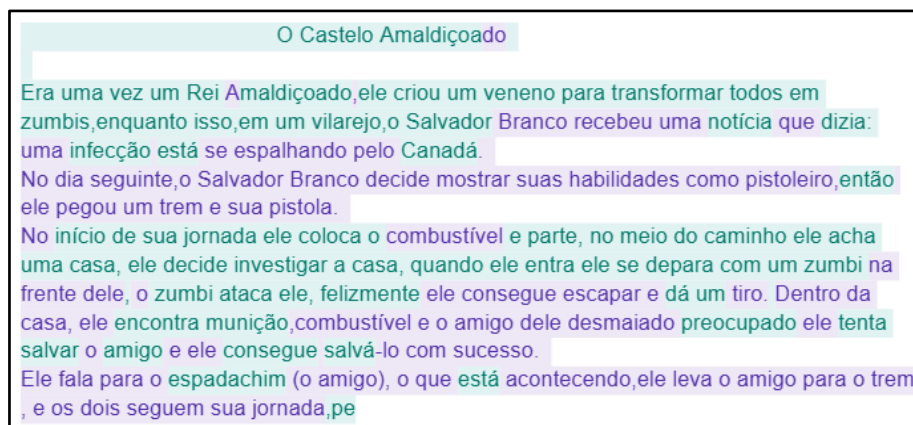 O Castelo Amaldiçoado
Era uma vez um Rei Amaldiçoado,ele criou um veneno para transformar todos em
zumbis,enquanto isso,em um vilarejo,o Salvador Branco recebeu uma notícia que dizia:
uma infecção está se espalhando pelo Canadá.
No dia seguinte,o Salvador Branco decide mostrar suas habilidades como pistoleiro,então
ele pegou um trem e sua pistola.
No início de sua jornada ele coloca o combustível e parte, no meio do caminho ele acha
uma casa, ele decide investigar a casa, quando ele entra ele se depara com um zumbi na
frente dele, o zumbi ataca ele, felizmente ele consegue escapar e dá um tiro. Dentro da
casa, ele encontra munição,combustível e o amigo dele desmaiado preocupado ele tenta
salvar o amigo e ele consegue salvá-lo com sucesso.
Ele fala para o espadachim (o amigo), o que está acontecendo,ele leva o amigo para o trem
, e os dois seguem sua jornada,pe